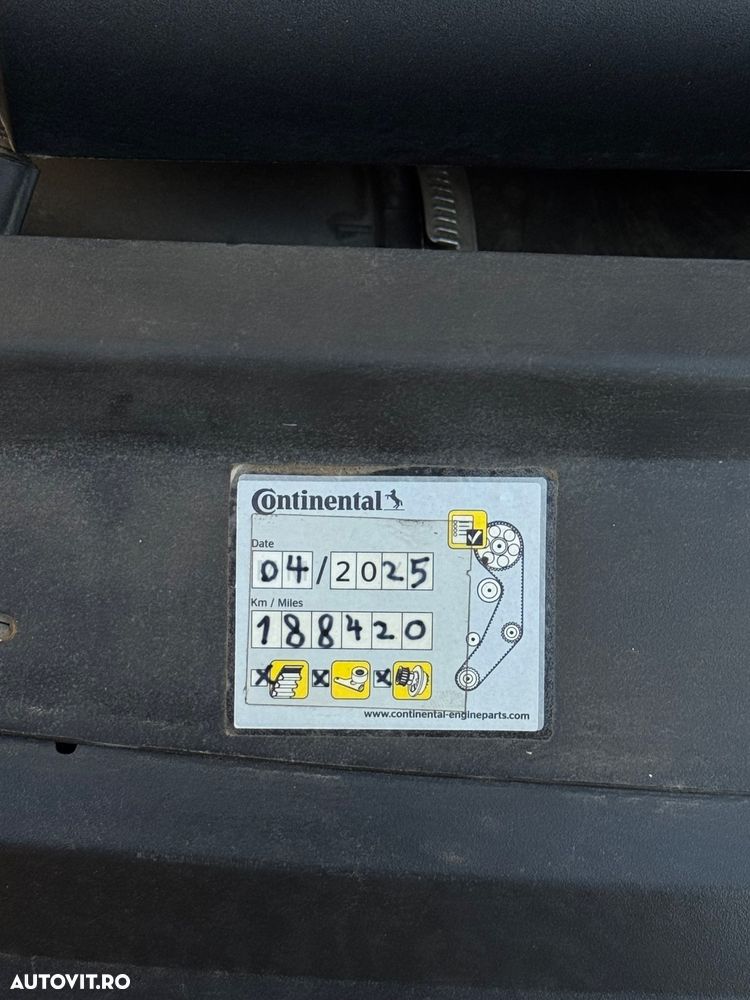 Continental
Date
04/2025
Km / Miles
188420
x x x
www.continental-engineparts.com
AUTOVIT.RO